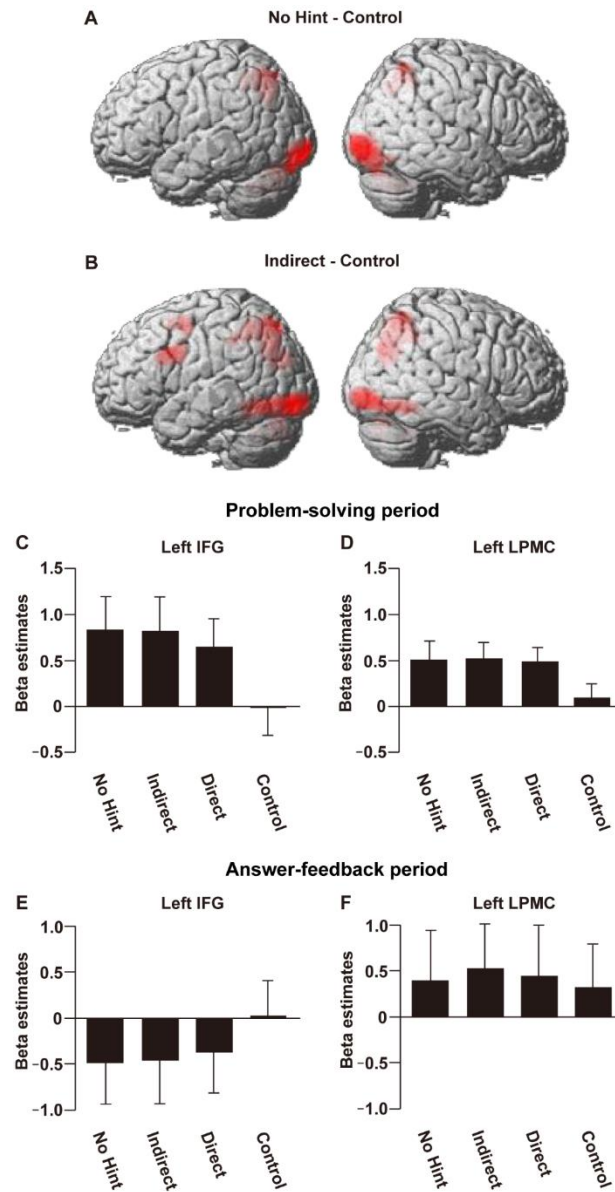 A
No Hint - Control
B
Indirect - Control
Problem-solving period
C
Left IFG
1.5
1.0
0.5
0
−0.5
Beta estimates
No Hint
Indirect
Direct
Control
D
Left LPMC
1.5
1.0
0.5
0
−0.5
Beta estimates
No Hint
Indirect
Direct
Control
Answer-feedback period
E
Left IFG
1.0
0.5
0
−0.5
−1.0
Beta estimates
No Hint
Indirect
Direct
Control
F
Left LPMC
1.0
0.5
0
−0.5
−1.0
Beta estimates
No Hint
Indirect
Direct
Control